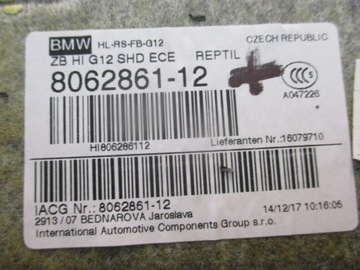 BMW HL-RS-FB-G12 CZECH REPUBLIC
ZB HI G12 SHD ECE REPTIL
8062861-12
CCC
A047226
HI806286112 Lieferanten Nr.:16079710
IACG Nr.: 8062861-12
2913 / 07 BEDNAROVA Jaroslava 14/12/17 10:16:05
International Automotive Components Group s.r.o.